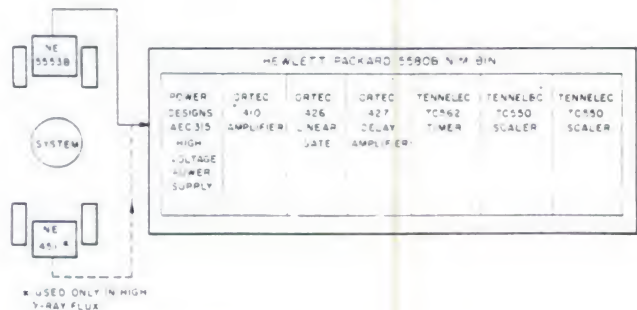 NE
5553B
SYSTEM
NE
451 *
* USED ONLY IN HIGH
γ-RAY FLUX
HEWLETT PACKARD 5580B NIM BIN
POWER
DESIGNS
AEC 315
HIGH
VOLTAGE
POWER
SUPPLY
ORTEC
410
AMPLIFIER
ORTEC
426
LINEAR
GATE
ORTEC
427
DELAY
AMPLIFIER
TENNELEC
TC562
TIMER
TENNELEC
TC550
SCALER
TENNELEC
TC550
SCALER